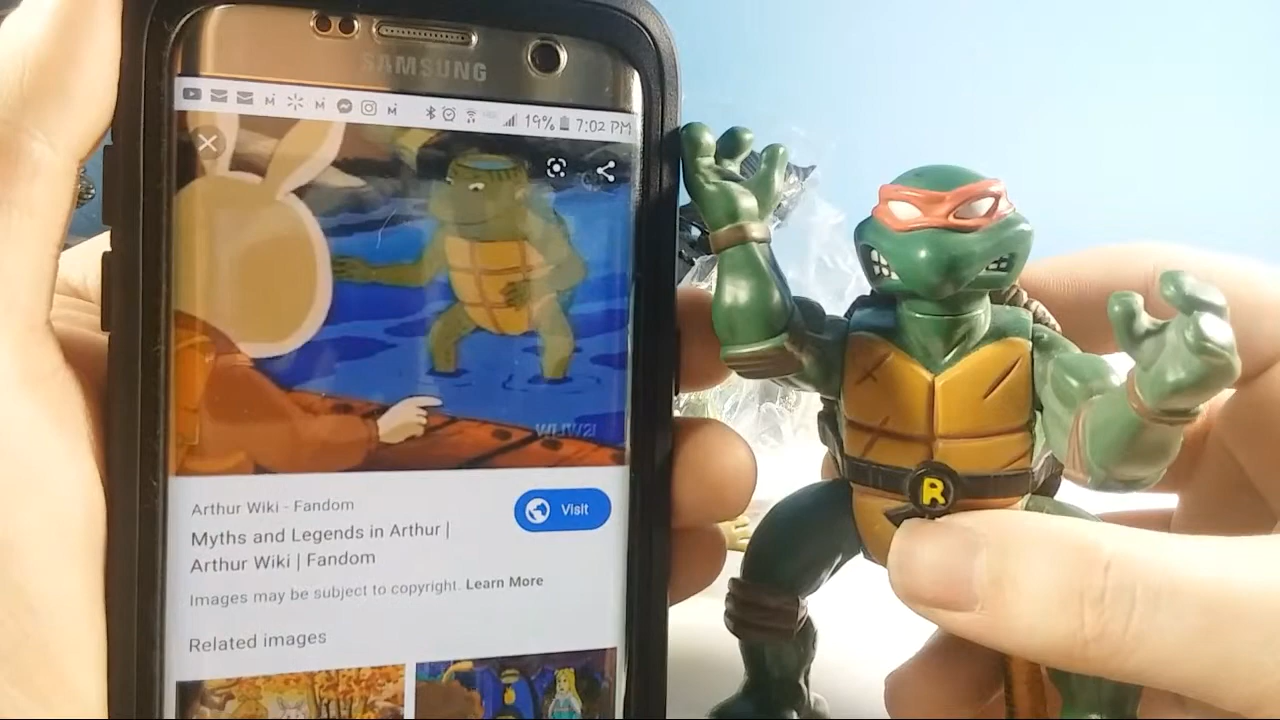 SAMSUNG
19% 7:02 PM
Arthur Wiki - Fandom
Visit
Myths and Legends in Arthur |
Arthur Wiki | Fandom
Images may be subject to copyright. Learn More
Related images
R